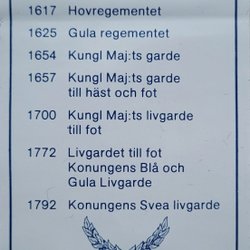 1617 Hovregementet
1625 Gula regementet
1654 Kungl Maj:ts garde
1657 Kungl Maj:ts garde
till häst och fot
1700 Kungl Maj:ts livgarde
till fot
1772 Livgardet till fot
Konungens Blå och
Gula Livgarde
1792 Konungens Svea livgarde